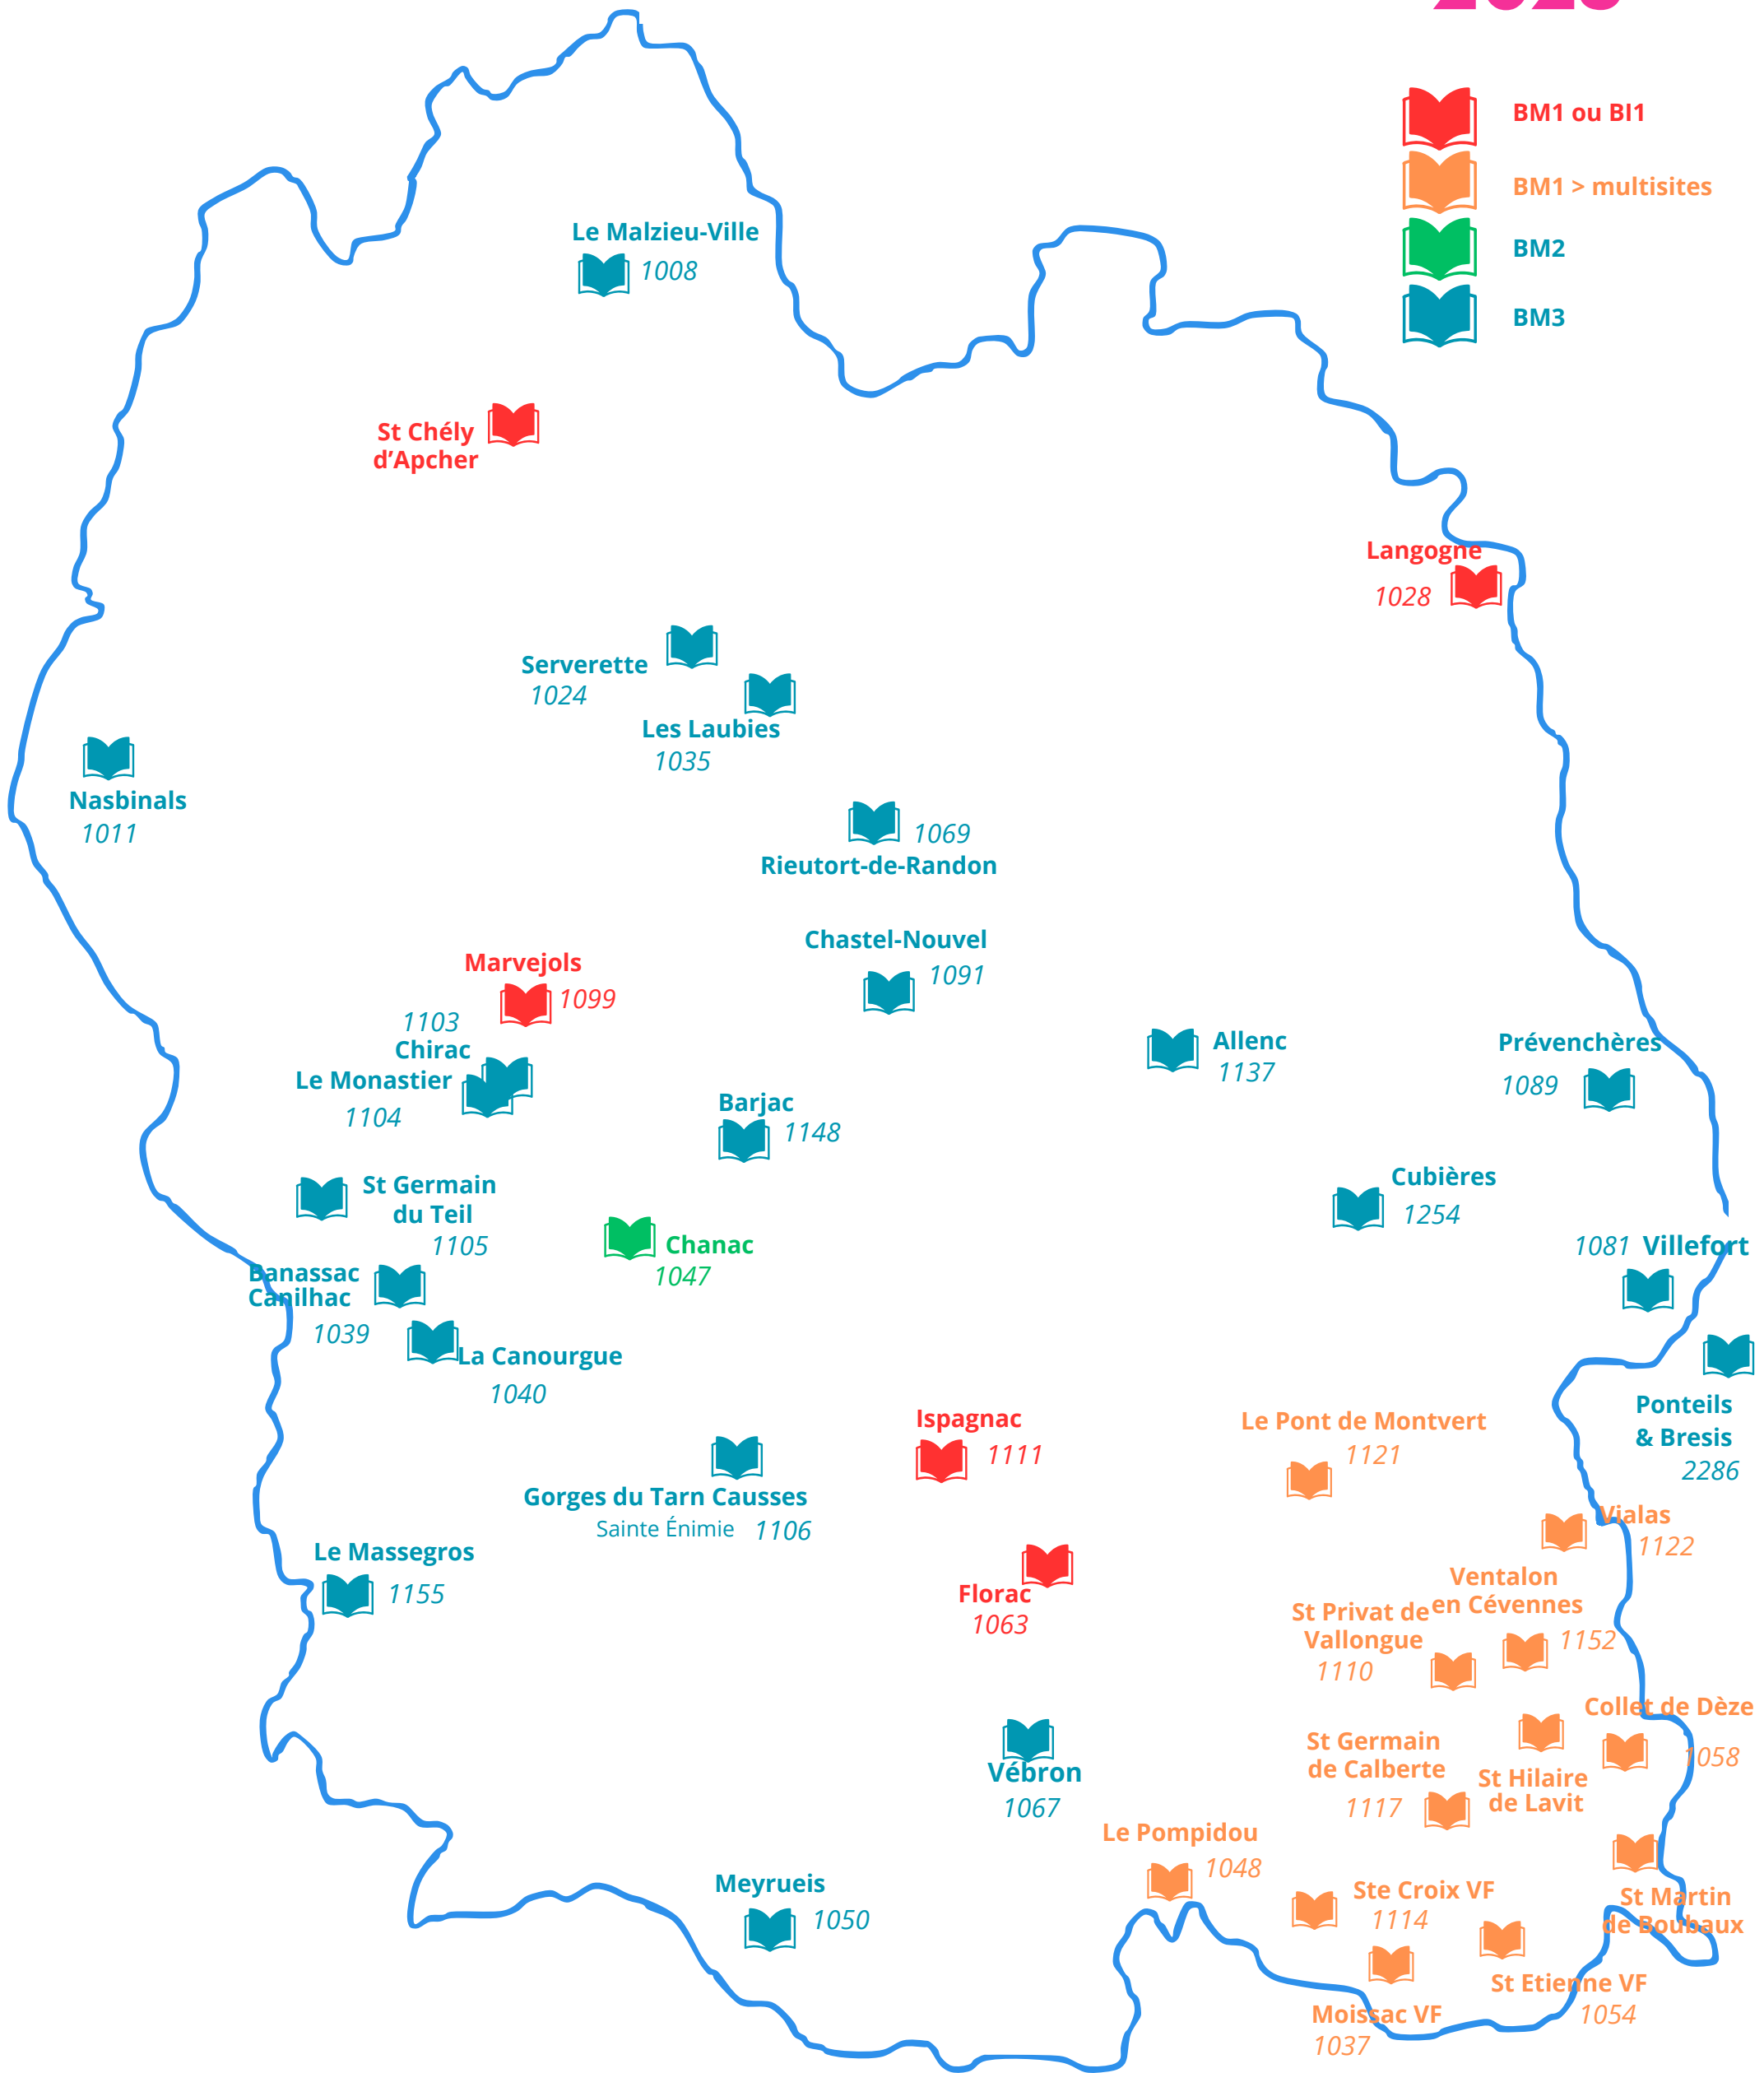 BM1 ou BI1
BM1 > multisites
BM2
BM3
Le Malzieu-Ville
1008
St Chély
d’Apcher
Langogne
1028
Serverette
1024
Les Laubies
1035
Nasbinals
1011
1069
Rieutort-de-Randon
Chastel-Nouvel
1091
Marvejols
1099
1103
Chirac
Le Monastier
1104
Allenc
1137
Prévenchères
1089
Barjac
1148
St Germain
du Teil
1105
Cubières
1254
Chanac
1047
1081 Villefort
Banassac
Canilhac
1039
La Canourgue
1040
Ponteils
& Bresis
2286
Ispagnac
1111
Le Pont de Montvert
1121
Gorges du Tarn Causses
Sainte Énimie 1106
Vialas
1122
Le Massegros
1155
Florac
1063
Ventalon
en Cévennes
1152
St Privat de
Vallongue
1110
Collet de Dèze
1058
Vébron
1067
St Germain
de Calberte
1117
St Hilaire
de Lavit
Le Pompidou
1048
Meyrueis
1050
Ste Croix VF
1114
St Martin
de Boubaux
St Etienne VF
1054
Moissac VF
1037